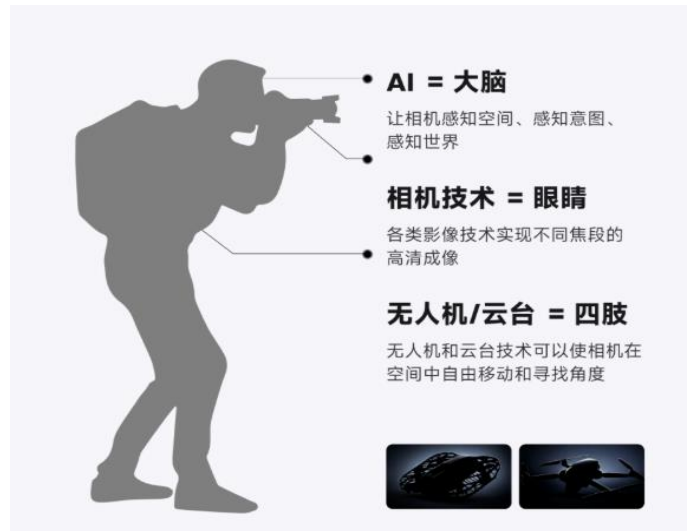 AI = 大脑
让相机感知空间、感知意图、
感知世界
相机技术 = 眼睛
各类影像技术实现不同焦段的
高清成像
无人机/云台 = 四肢
无人机和云台技术可以使相机在
空间中自由移动和寻找角度